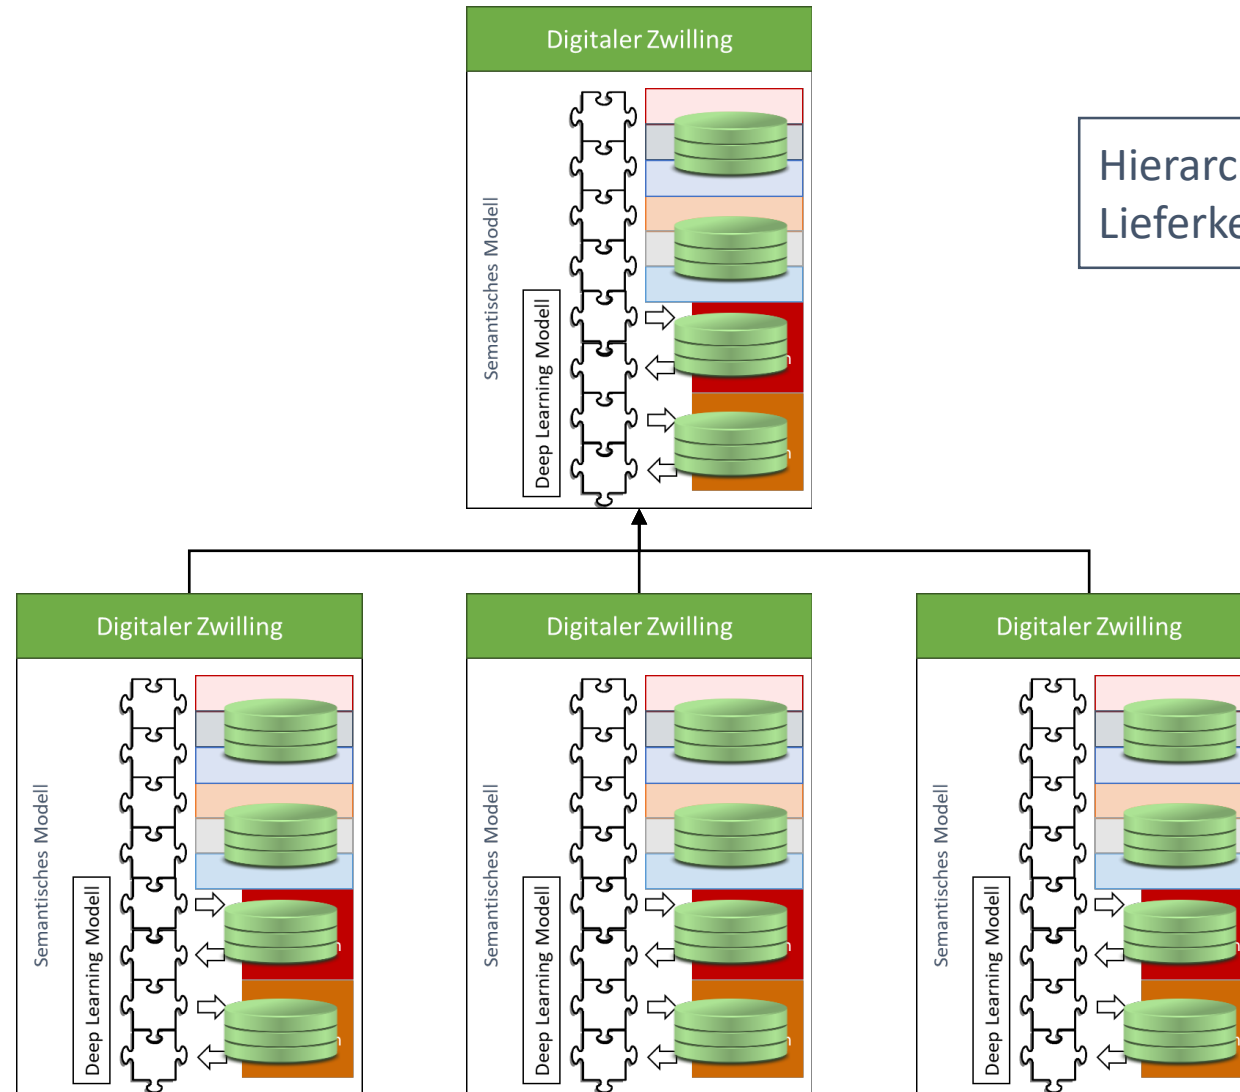 Digitaler Zwilling
Semantisches Modell
Deep Learning Modell
Hierarc
Lieferke
Digitaler Zwilling
Semantisches Modell
Deep Learning Modell
Digitaler Zwilling
Semantisches Modell
Deep Learning Modell
Digitaler Zwilling
Semantisches Modell
Deep Learning Modell